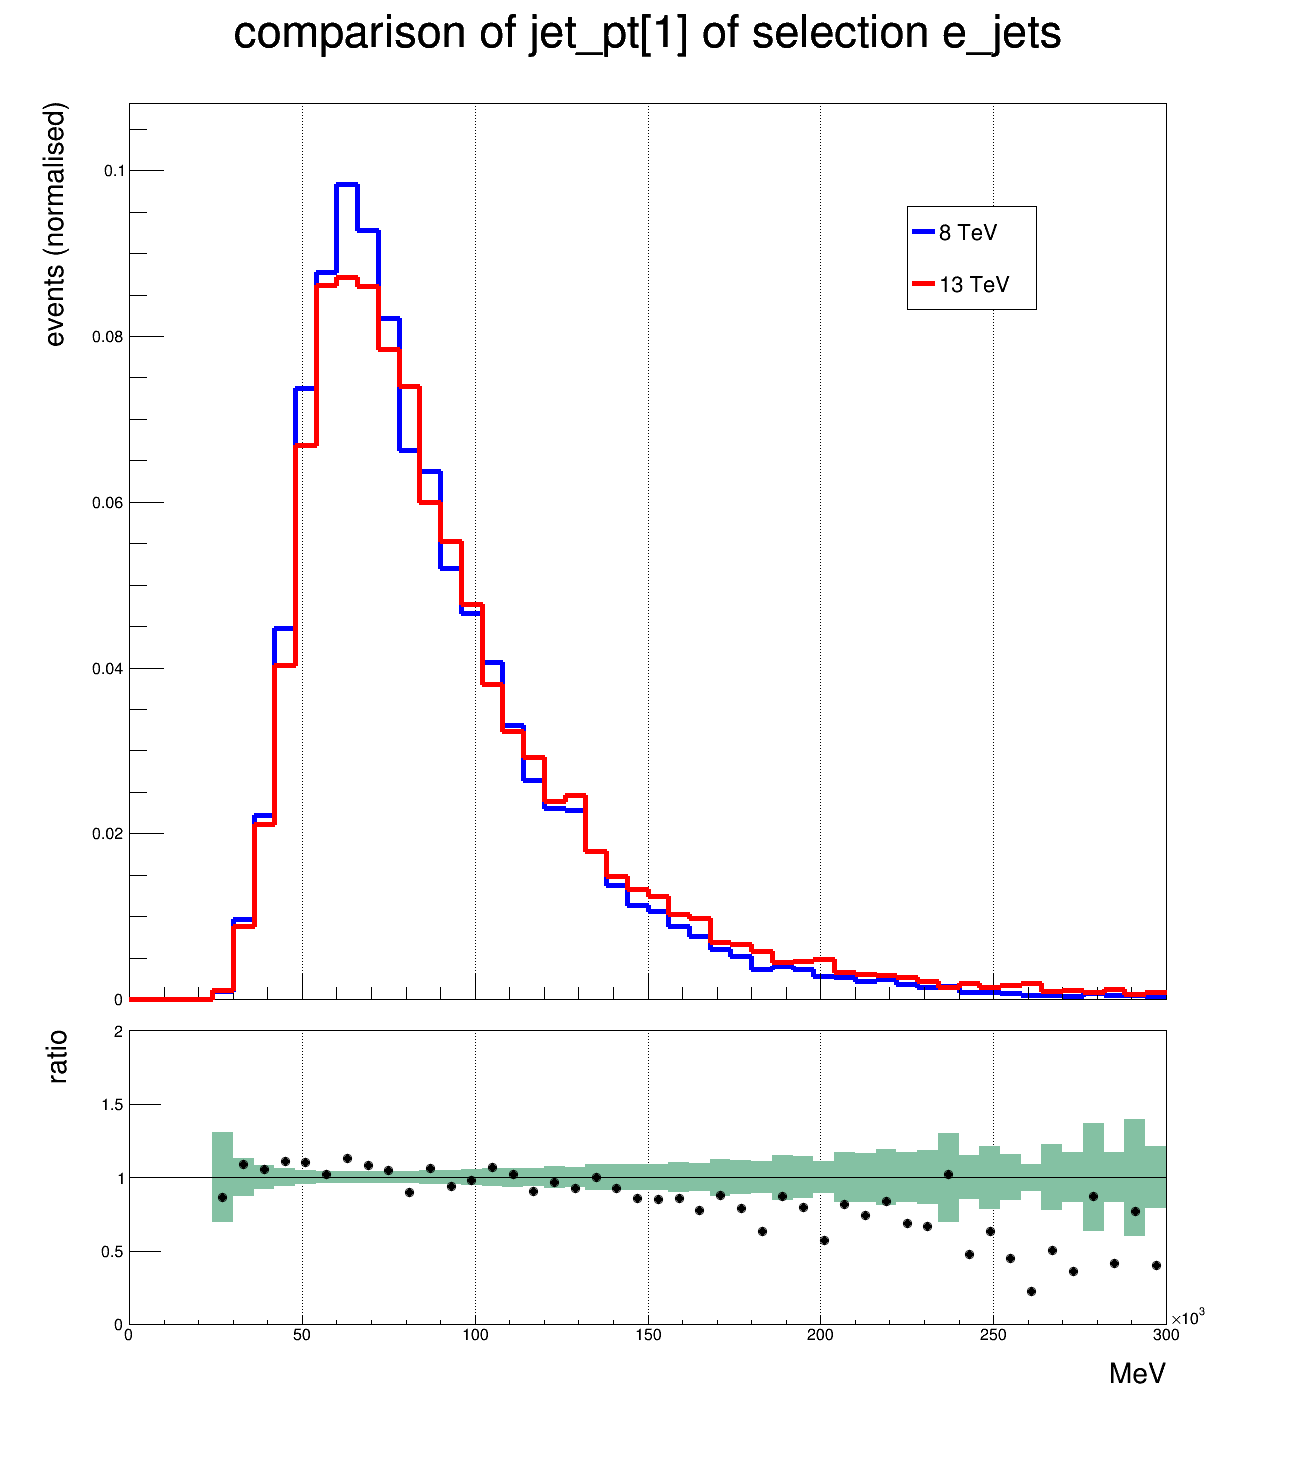 comparison of jet_pt[1] of selection e_jets
events (normalised)
0.1
0.08
0.06
0.04
0.02
0
8 TeV
13 TeV
ratio
2
1.5
1
0.5
0
0 50 100 150 200 250 300
×10³
MeV